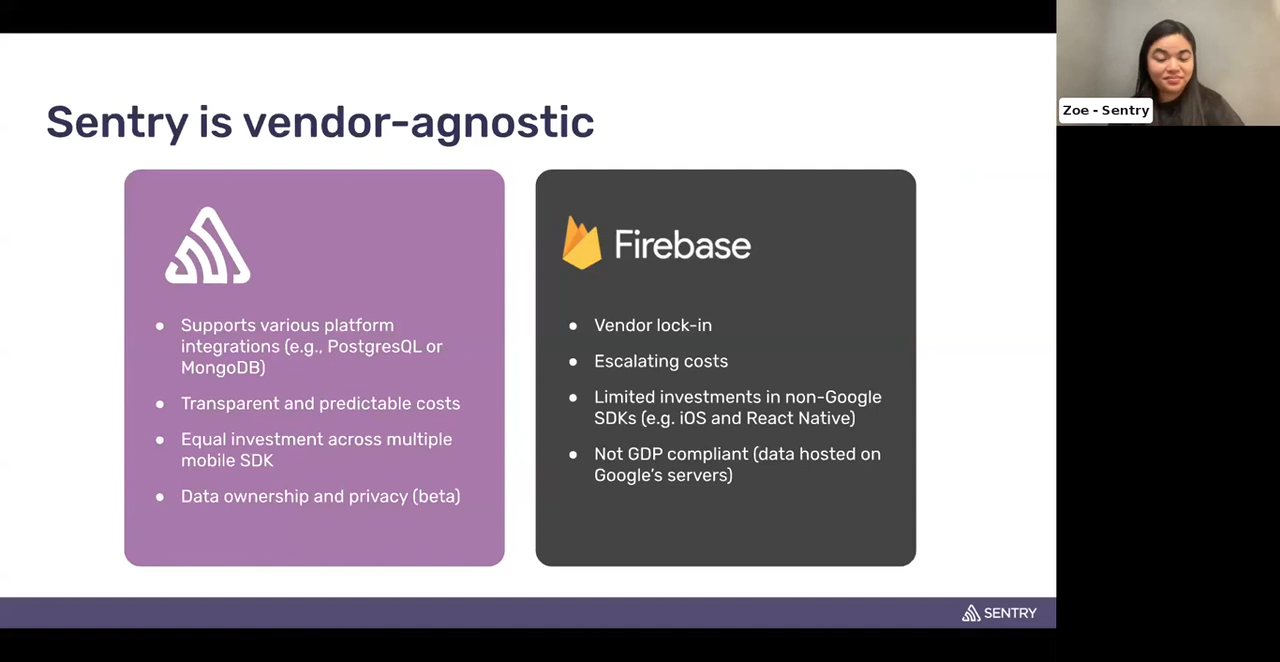 Sentry is vendor-agnostic
Supports various platform
integrations (e.g., PostgresQL or
MongoDB)
Transparent and predictable costs
Equal investment across multiple
mobile SDK
Data ownership and privacy (beta)
Firebase
Vendor lock-in
Escalating costs
Limited investments in non-Google
SDKs (e.g. iOS and React Native)
Not GDP compliant (data hosted on
Google's servers)
SENTRY
Zoe - Sentry